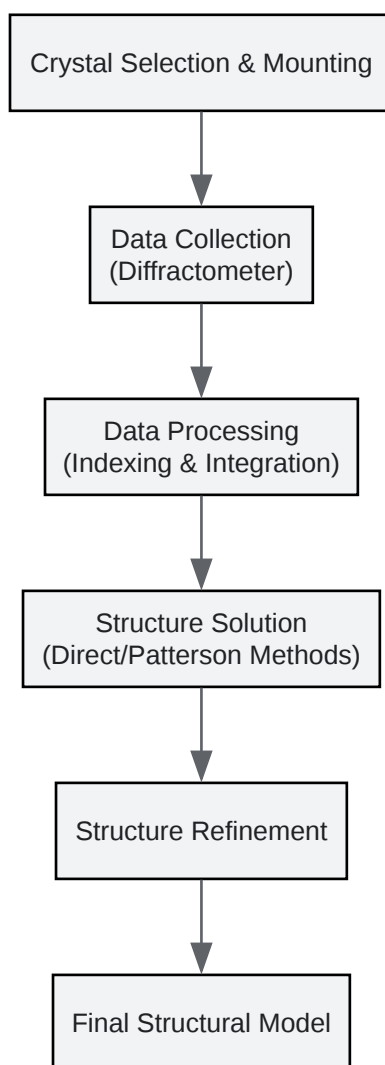 Crystal Selection & Mounting
Data Collection
(Diffractometer)
Data Processing
(Indexing & Integration)
Structure Solution
(Direct/Patterson Methods)
Structure Refinement
Final Structural Model